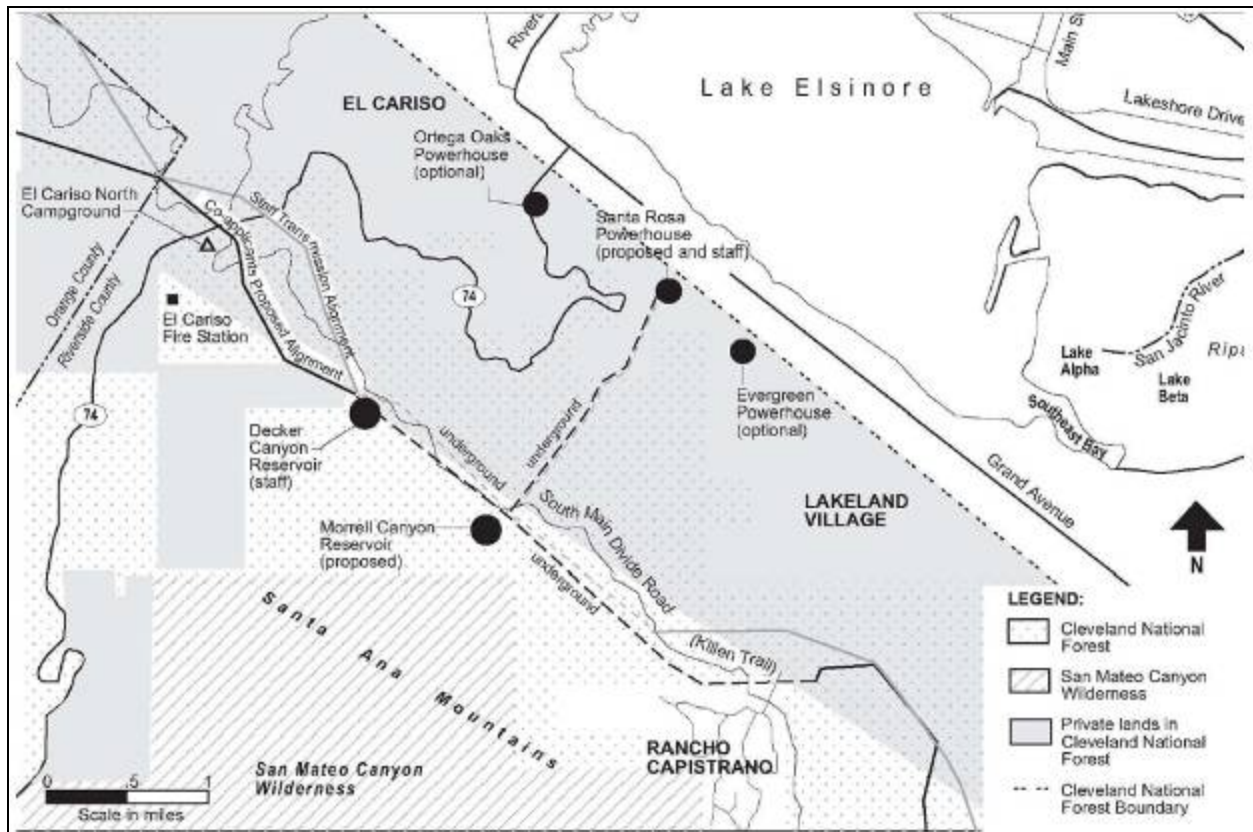 Lake Elsinore
Main
Lakeshore Drive
EL CARISO
Ortega Oaks
Powerhouse
(optional)
El Cariso North
Campground
Staff Transmission Alignment
Co-applicants Proposed Alignment
Santa Rosa
Powerhouse
(proposed and staff)
Orange County
Riverside County
74
El Cariso
Fire Station
San Jacinto River
Lake
Alpha
Lake
Beta
Evergreen
Powerhouse
(optional)
74
Southeast Bay
Decker
Canyon
Reservoir
(staff)
underground
underground
Grand Avenue
LAKELAND
VILLAGE
South Main Divide Road
Morrell Canyon
Reservoir
(proposed)
underground
N
Santa
Ana
Mountains
(Killen Trail)
RANCHO
CAPISTRANO
San Mateo Canyon
Wilderness
0 .5 1
Scale in miles
LEGEND:
Cleveland National
Forest
San Mateo Canyon
Wilderness
Private lands in
Cleveland National
Forest
Cleveland National
Forest Boundary